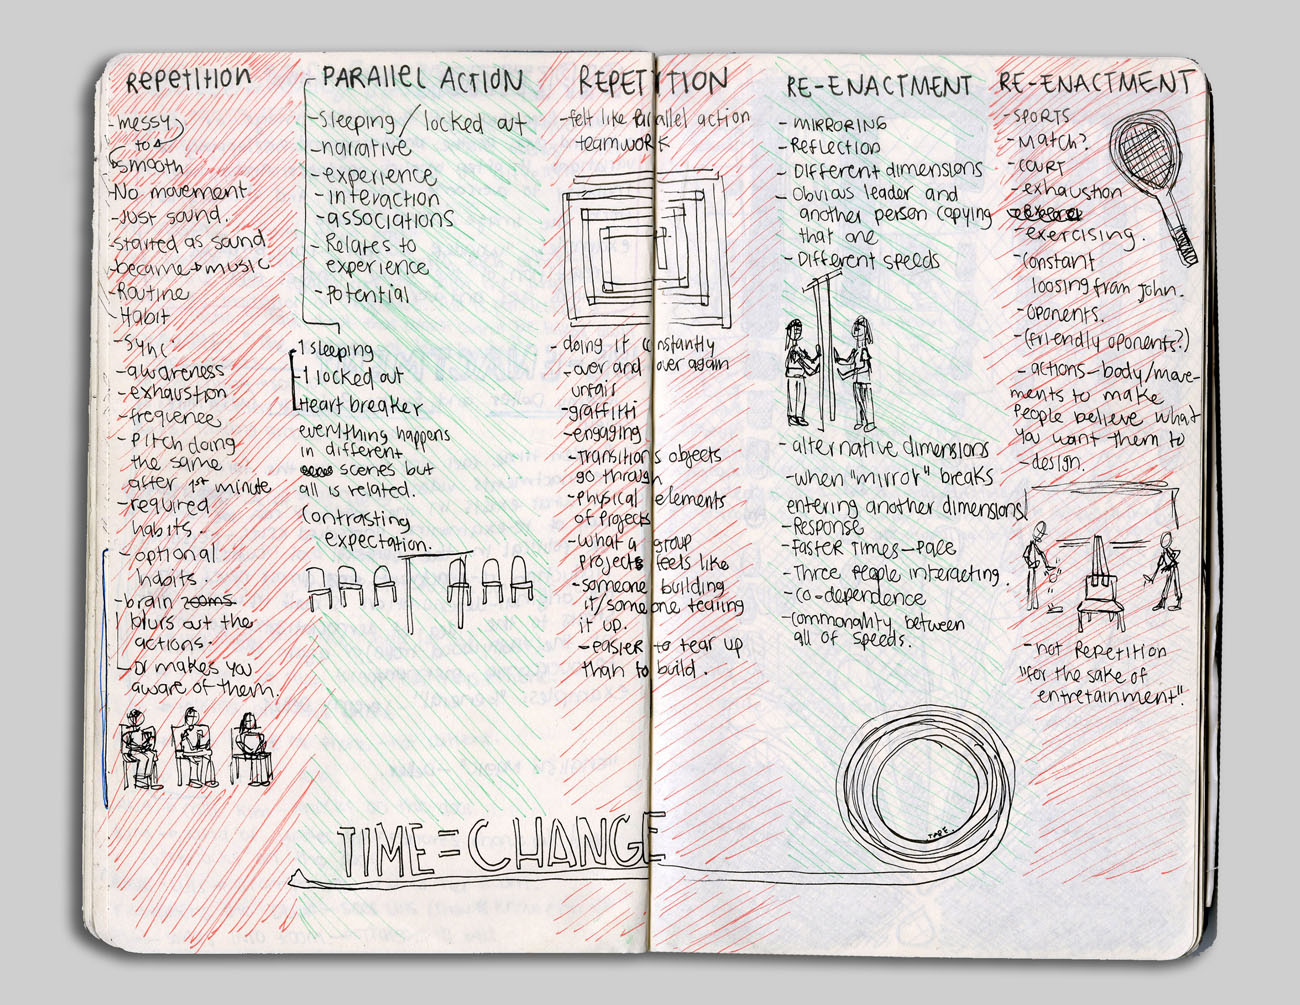 REPETITION
-messy
to a
smooth
-No movement
-Just sound.
-started as sound
-became → music
-Routine
-Habit
-Sync.
-awareness
-exhaustion
-frequence
-Pitch doing
the same
after 1st minute
-required
habits.
-optional
habits.
-brain zooms
blurs out the
actions.
-Or makes you
aware of them.
PARALLEL ACTION
-sleeping/locked out
-narrative
-experience
-interaction
-associations
-Relates to
experience
-Potential
1 sleeping
-1 locked out
Heart breaker
everything happens
in different
scenes but
all is related.
Contrasting
expectation.
REPETITION
-felt like parallel action
teamwork
-doing it constantly
-over and over again
unfair
-graffitti
-engaging
-transitions objects
go through
-Physical elements
of Projects
-what a group
projects feels like
-someone building
it/someone tearing
it up.
-easier to tear up
than to build.
RE-ENACTMENT
-MIRRORING
-Reflection
-Different dimensions
-Obvious leader and
another person copying
that one
-Different speeds
-alternative dimensions
-when "mirror" breaks
entering another dimension
-Response
-Faster Times-Pace
-Three People interacting.
-co-dependence
-commonality between
all of speeds.
RE-ENACTMENT
-SPORTS
-Match?
-court
-exhaustion
-exercising.
-Constant
loosing from John.
-oponents.
-(friendly oponents?)
-actions-body/move-
ments to make
People believe what
you want them to
-design.
-not Repetition
"for the sake of
entretainment".
TIME=CHANGE
TAPE.